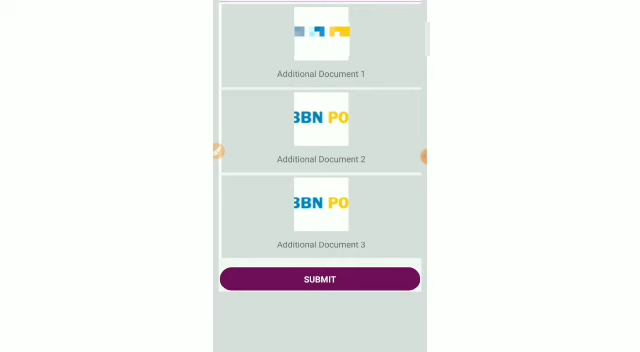 Additional Document 1
BBN PO
Additional Document 2
BBN PO
Additional Document 3
SUBMIT